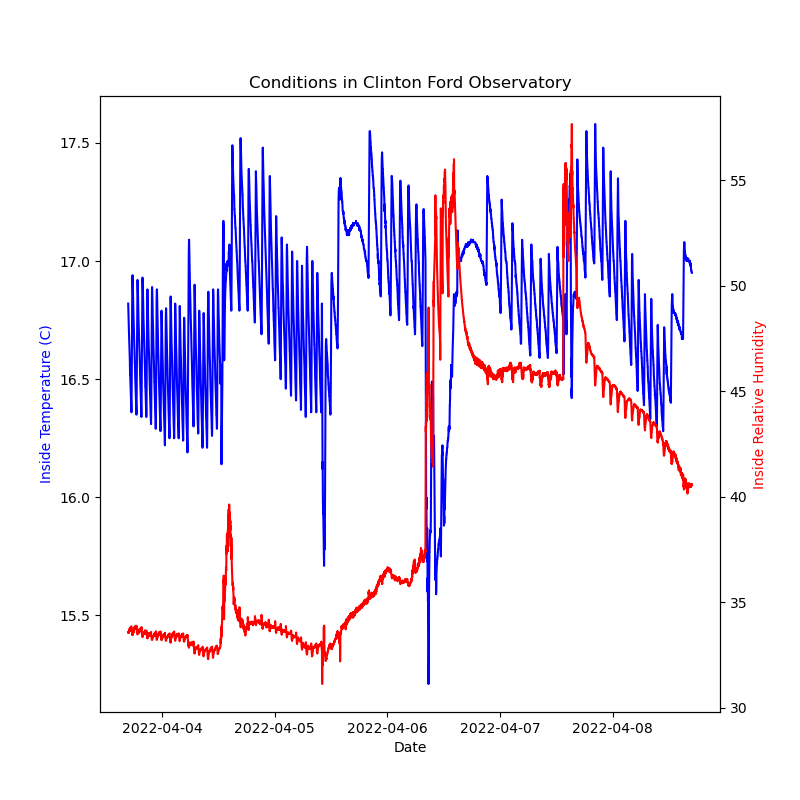 Conditions in Clinton Ford Observatory
17.5
17.0
16.5
16.0
15.5
Inside Temperature (C)
55
50
45
40
35
30
Inside Relative Humidity
2022-04-04 2022-04-05 2022-04-06 2022-04-07 2022-04-08
Date